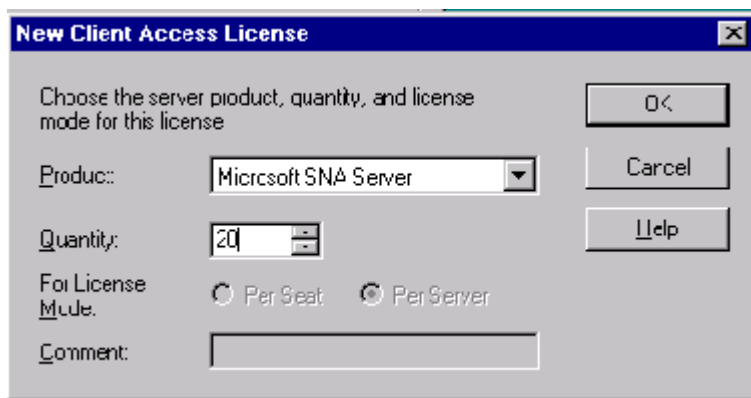 New Client Access License
Choose the server product, quantity, and license
mode for this license
OK
Product:
Microsoft SNA Server
Cancel
Quantity:
20
Help
For License
Mode:
Per Seat
Per Server
Comment: